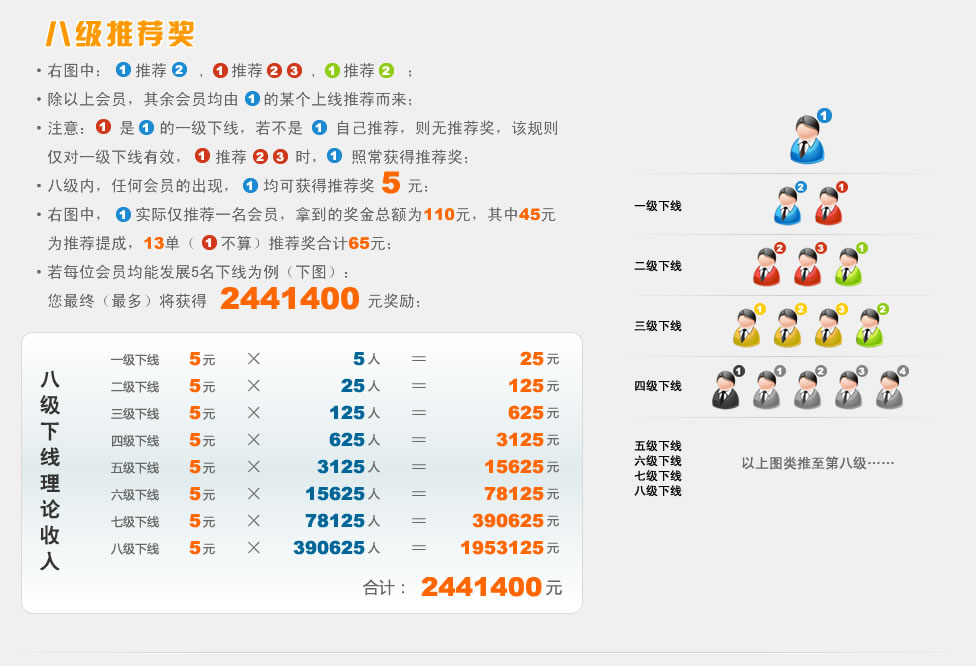 八级推荐奖
• 右图中: 1 推荐 2 , 1 推荐 2 3 , 1 推荐 2 ;
• 除以上会员, 其余会员均由 1 的某个上线推荐而来;
• 注意: 1 是 1 的一级下线, 若不是 1 自己推荐, 则无推荐奖, 该规则
仅对一级下线有效, 1 推荐 2 3 时, 1 照常获得推荐奖;
• 八级内, 任何会员的出现, 1 均可获得推荐奖 5 元;
• 右图中, 1 实际仅推荐一名会员, 拿到的奖金总额为110元, 其中45元
为推荐提成, 13单 ( 1 不算) 推荐奖合计65元;
• 若每位会员均能发展5名下线为例 (下图) :
您最终 (最多) 将获得 2441400 元奖励;
八级下线理论收入
一级下线 5元 × 5人 = 25元
二级下线 5元 × 25人 = 125元
三级下线 5元 × 125人 = 625元
四级下线 5元 × 625人 = 3125元
五级下线 5元 × 3125人 = 15625元
六级下线 5元 × 15625人 = 78125元
七级下线 5元 × 78125人 = 390625元
八级下线 5元 × 390625人 = 1953125元
合计: 2441400 元
1
一级下线 2 1
二级下线 2 3 1
三级下线 1 2 3 2
四级下线 1 1 2 3 4
五级下线
六级下线
七级下线
八级下线
以上图类推至第八级……